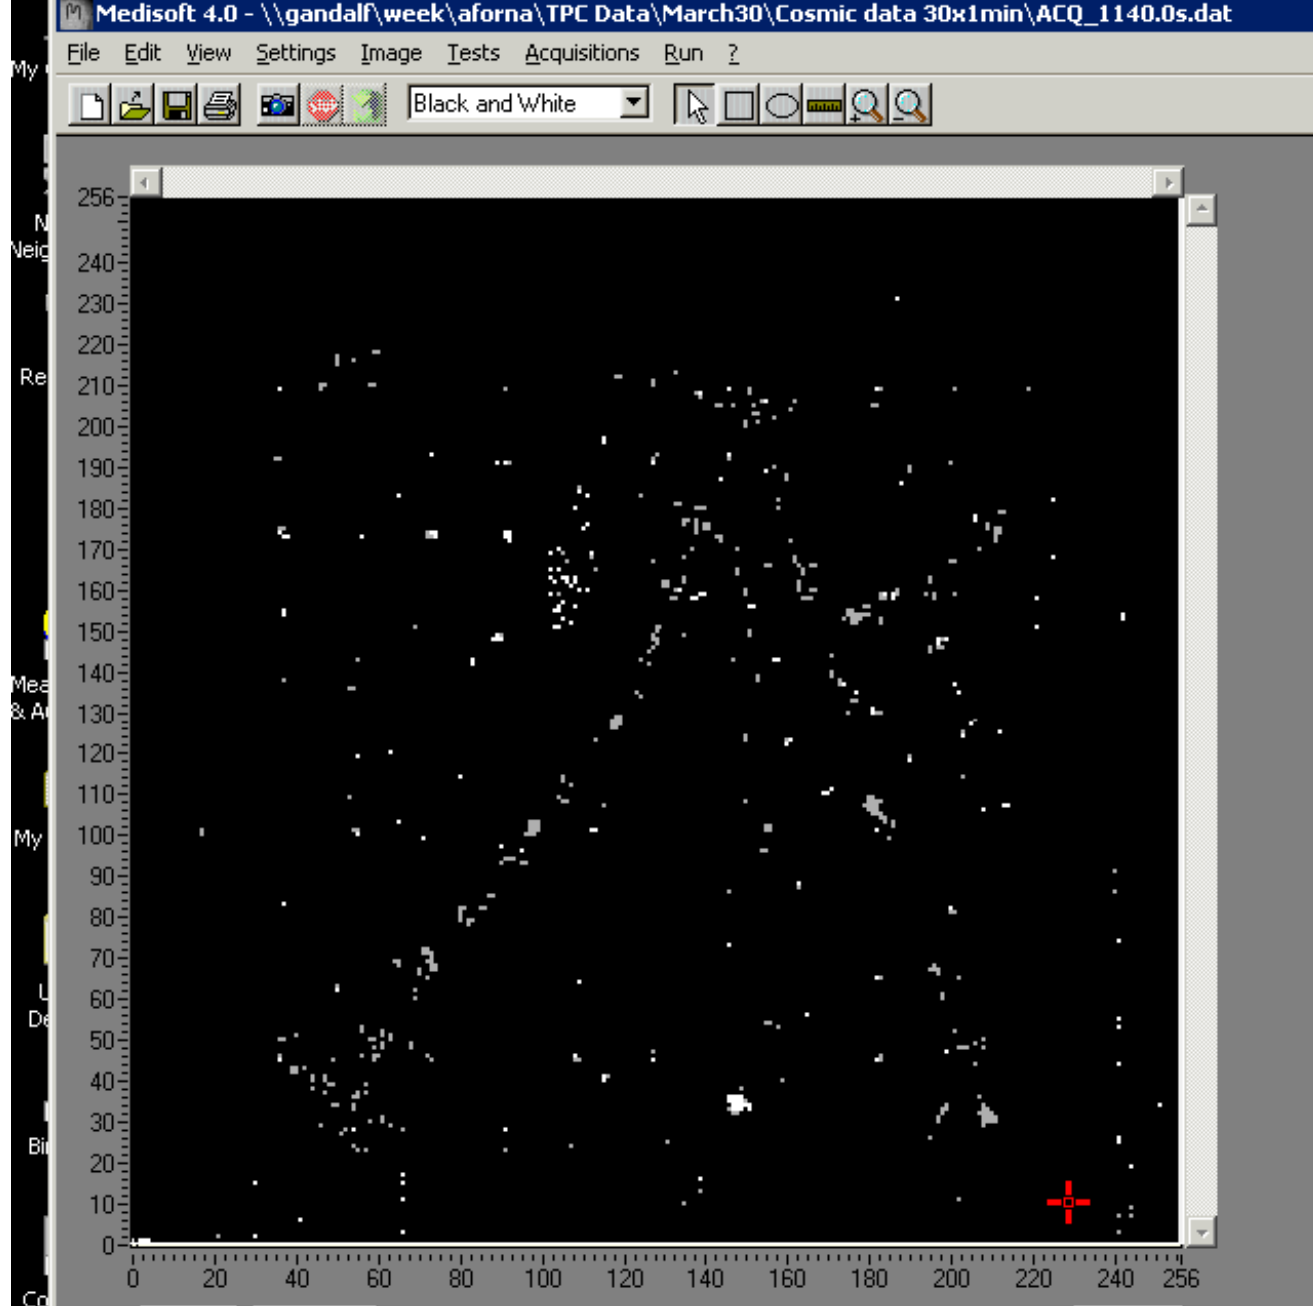 Medisoft 4.0 - \\gandalf\week\aforna\TPC Data\March30\Cosmic data 30x1min\ACQ_1140.0s.dat
File Edit View Settings Image Tests Acquisitions Run ?
Black and White
My
N
Neig
Re
Mea
& A
My
L
De
Bi
Co
256
240
230
220
210
200
190
180
170
160
150
140
130
120
110
100
90
80
70
60
50
40
30
20
10
0
0 20 40 60 80 100 120 140 160 180 200 220 240 256